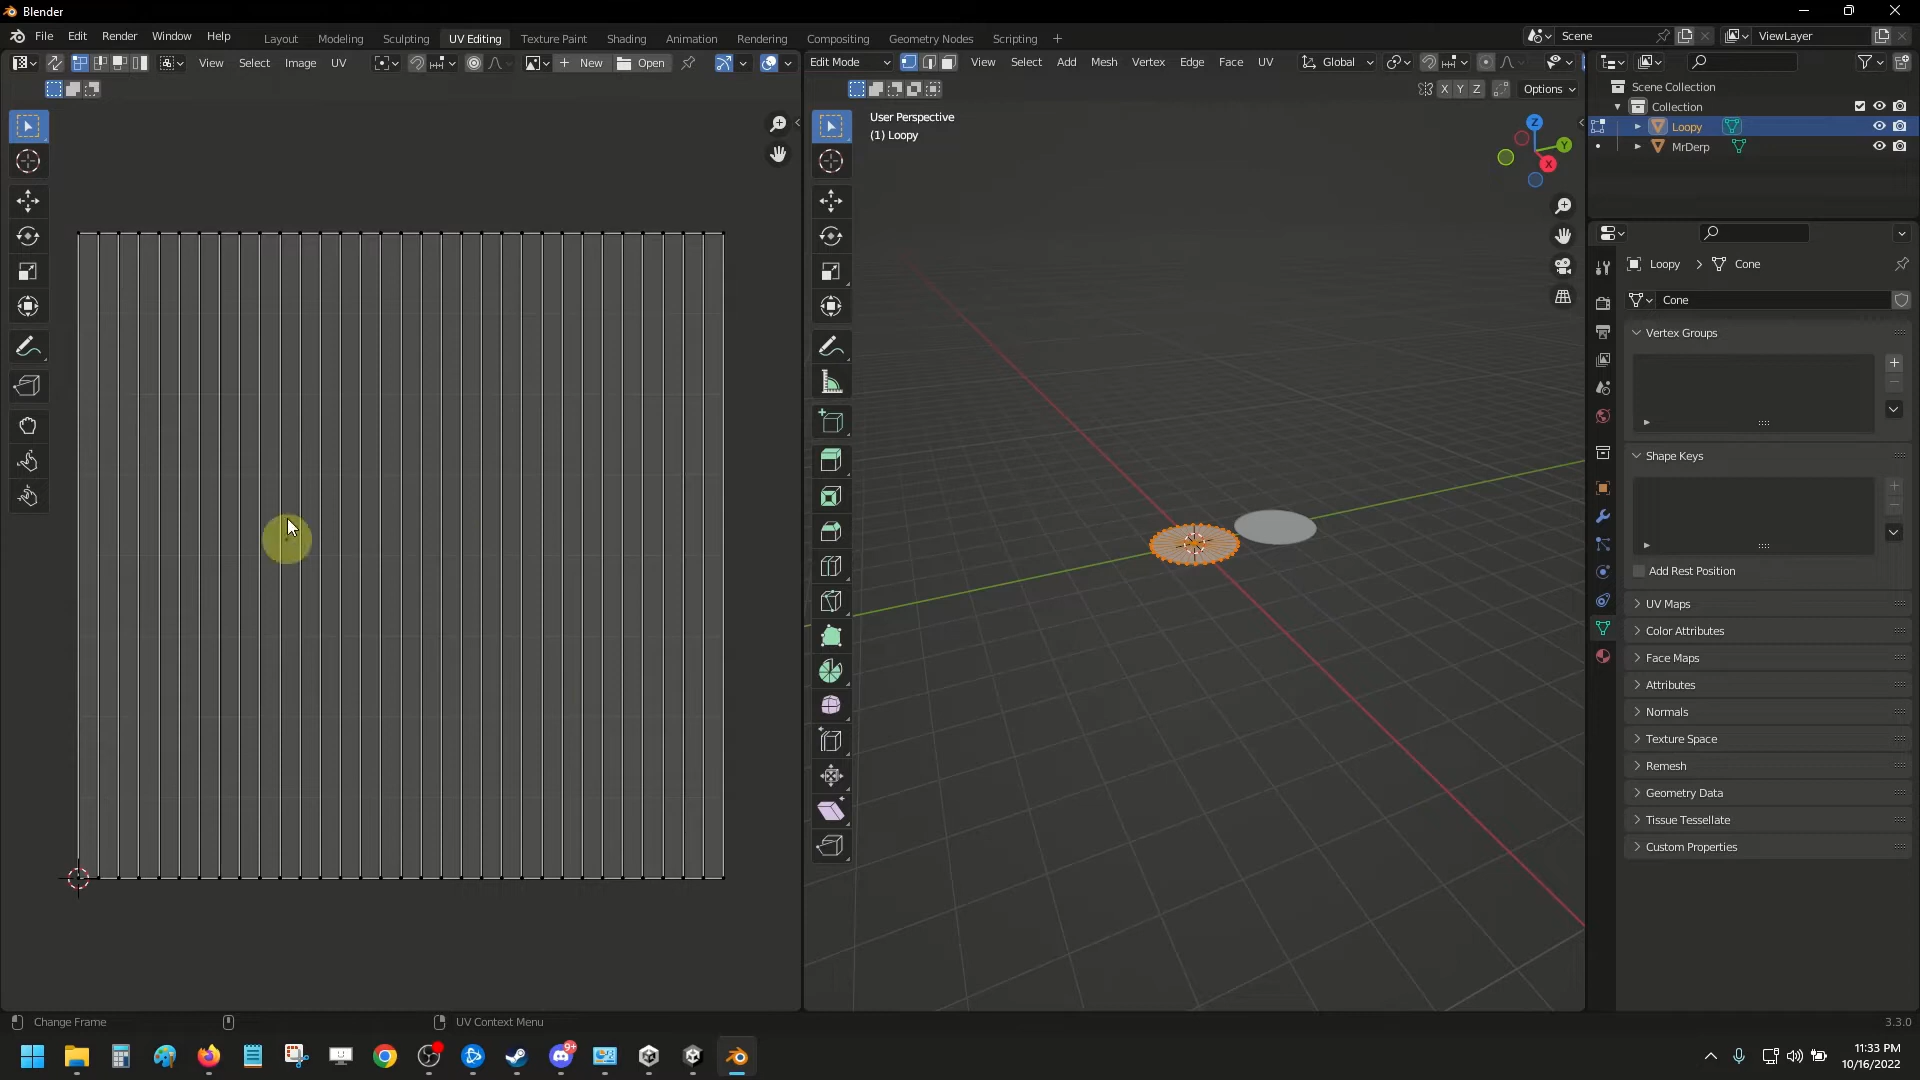 Blender
File Edit Render Window Help
Layout Modeling Sculpting UV Editing Texture Paint Shading Animation Rendering Compositing Geometry Nodes Scripting +
Scene
ViewLayer
View Select Image UV
New
Open
Edit Mode
View Select Add Mesh Vertex Edge Face UV
Global
X Y Z
Options
User Perspective
(1) Loopy
Z
Y
X
Scene Collection
Collection
Loopy
MrDerp
Loopy > Cone
Cone
Vertex Groups
Shape Keys
Add Rest Position
UV Maps
Color Attributes
Face Maps
Attributes
Normals
Texture Space
Remesh
Geometry Data
Tissue Tessellate
Custom Properties
Change Frame
UV Context Menu
3.3.0
9+
11:33 PM
10/16/2022